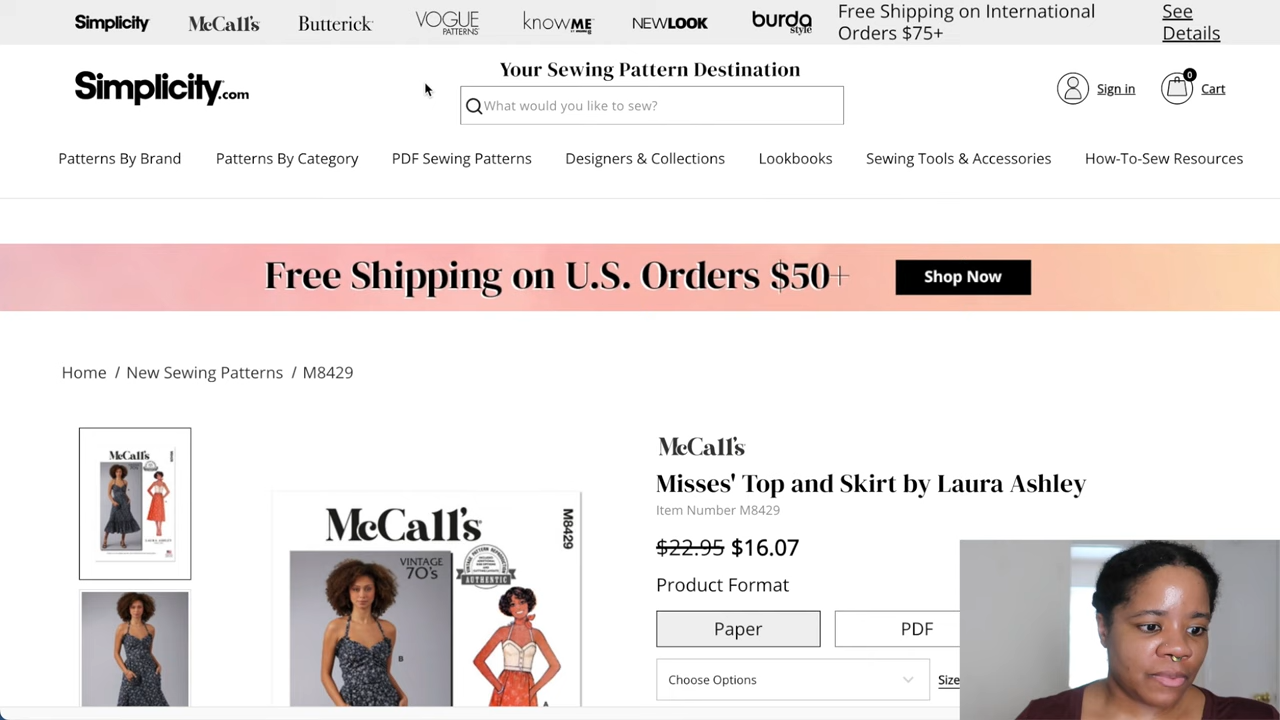 Simplicity McCall's Butterick VOGUE PATTERNS knowME NEWLOOK burda style
Free Shipping on International Orders $75+
See Details
Simplicity.com
Your Sewing Pattern Destination
What would you like to sew?
Sign in
0
Cart
Patterns By Brand Patterns By Category PDF Sewing Patterns Designers & Collections Lookbooks Sewing Tools & Accessories How-To-Sew Resources
Free Shipping on U.S. Orders $50+
Shop Now
Home / New Sewing Patterns / M8429
McCall's
McCall's
M8429
VINTAGE 70's
AUTHENTIC
B
A
McCall's
Misses' Top and Skirt by Laura Ashley
Item Number M8429
$22.95 $16.07
Product Format
Paper PDF
Choose Options
Size